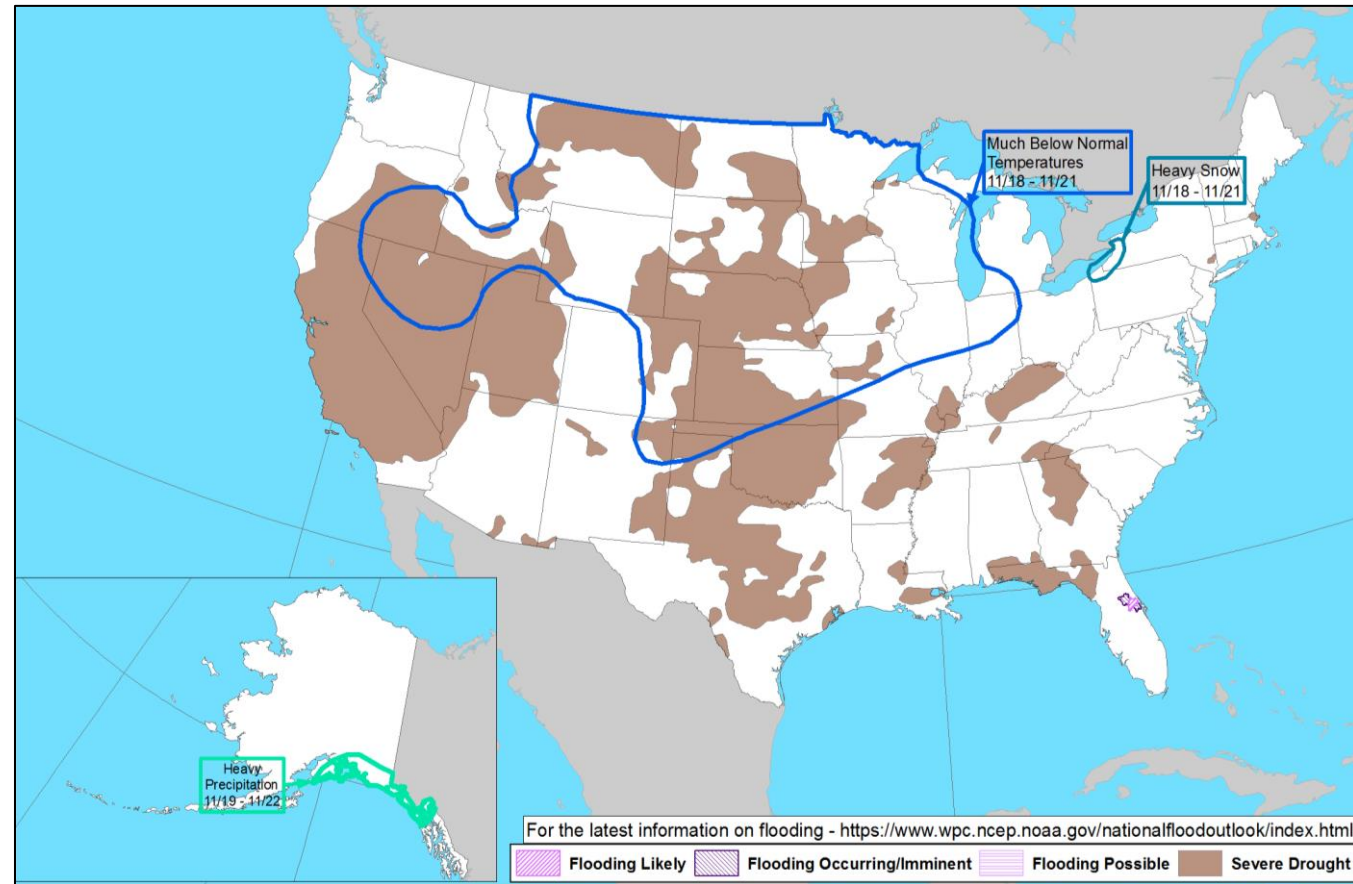 Much Below Normal
Temperatures
11/18 - 11/21
Heavy Snow
11/18 - 11/21
Heavy
Precipitation
11/19 - 11/22
For the latest information on flooding - https://www.wpc.ncep.noaa.gov/nationalfloodoutlook/index.html
Flooding Likely Flooding Occurring/Imminent Flooding Possible Severe Drought